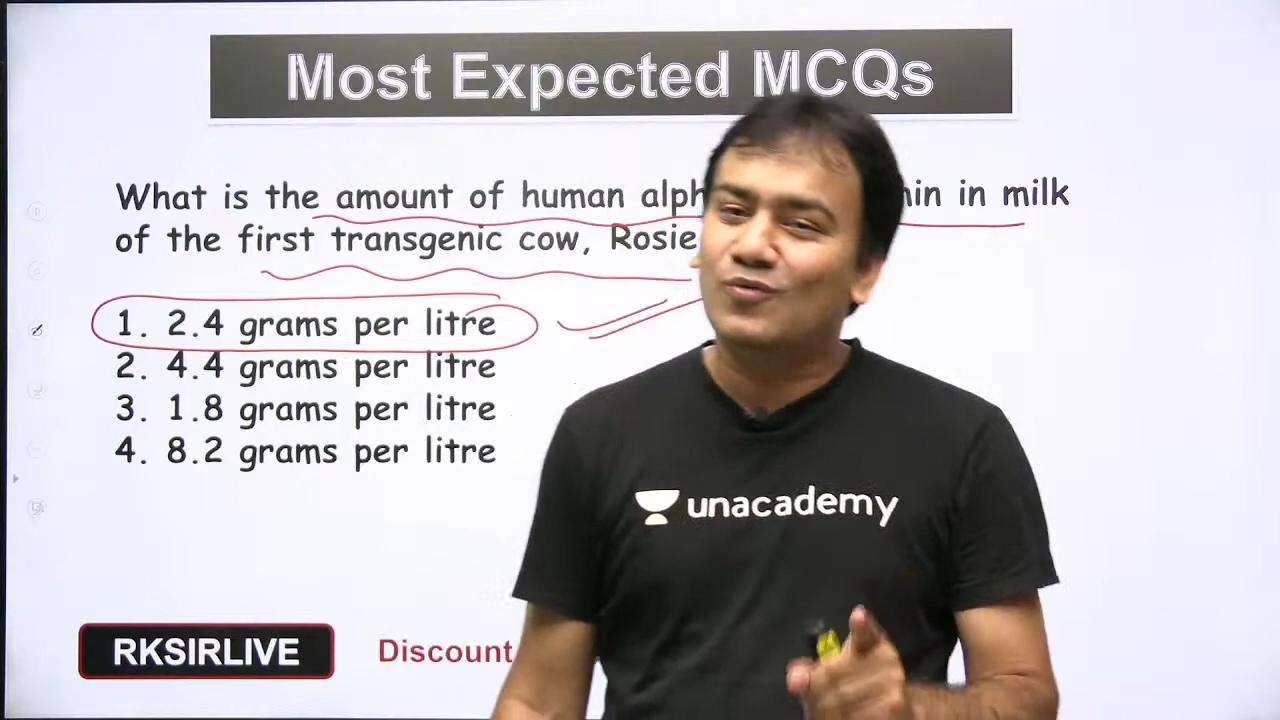 Most Expected MCQs
What is the amount of human in milk
of the first transgenic cow, Rosie
1. 2.4 grams per litre
2. 4.4 grams per litre
3. 1.8 grams per litre
4. 8.2 grams per litre
unacademy
RKSIRLIVE
Discount